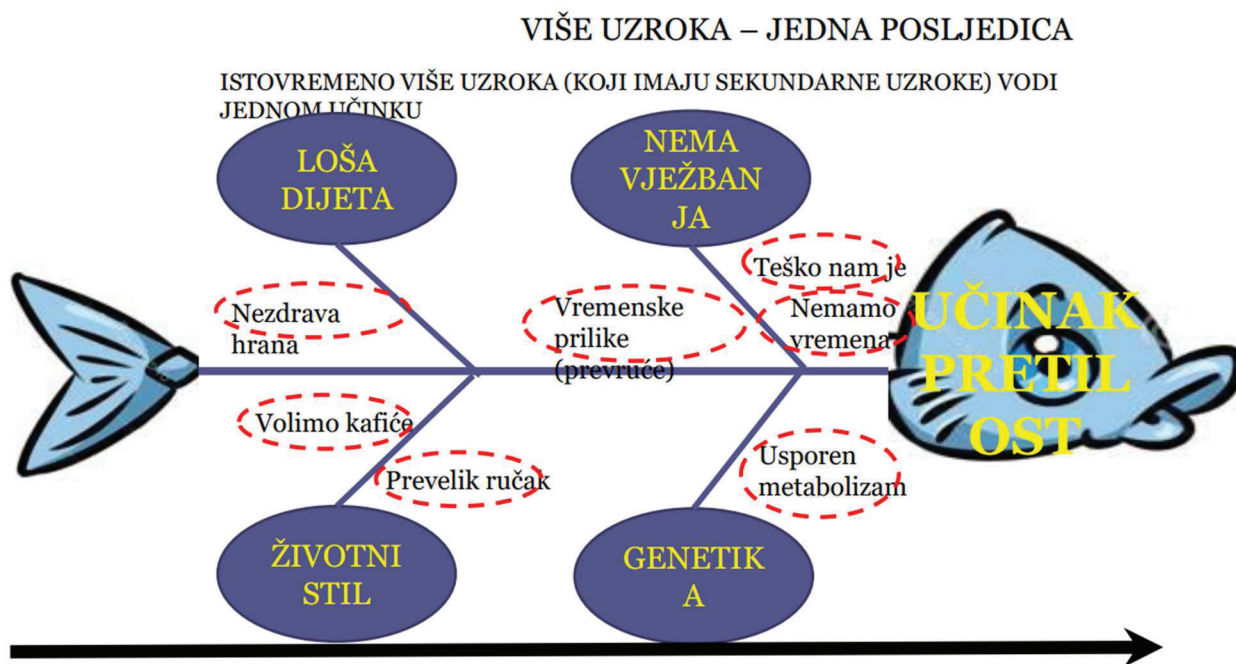 VIŠE UZROKA – JEDNA POSLJEDICA
ISTOVREMENO VIŠE UZROKA (KOJI IMAJU SEKUNDARNE UZROKE) VODI
JEDNOM UČINKU
LOŠA
DIJETA
NEMA
VJEŽBAN
JA
Teško nam je
Nezdrava
hrana
Vremenske
prilike
(prevruće)
Nemamo
vremena
UČINAK
PRETIL
OST
Volimo kafiće
Prevelik ručak
Usporen
metabolizam
ŽIVOTNI
STIL
GENETIK
A